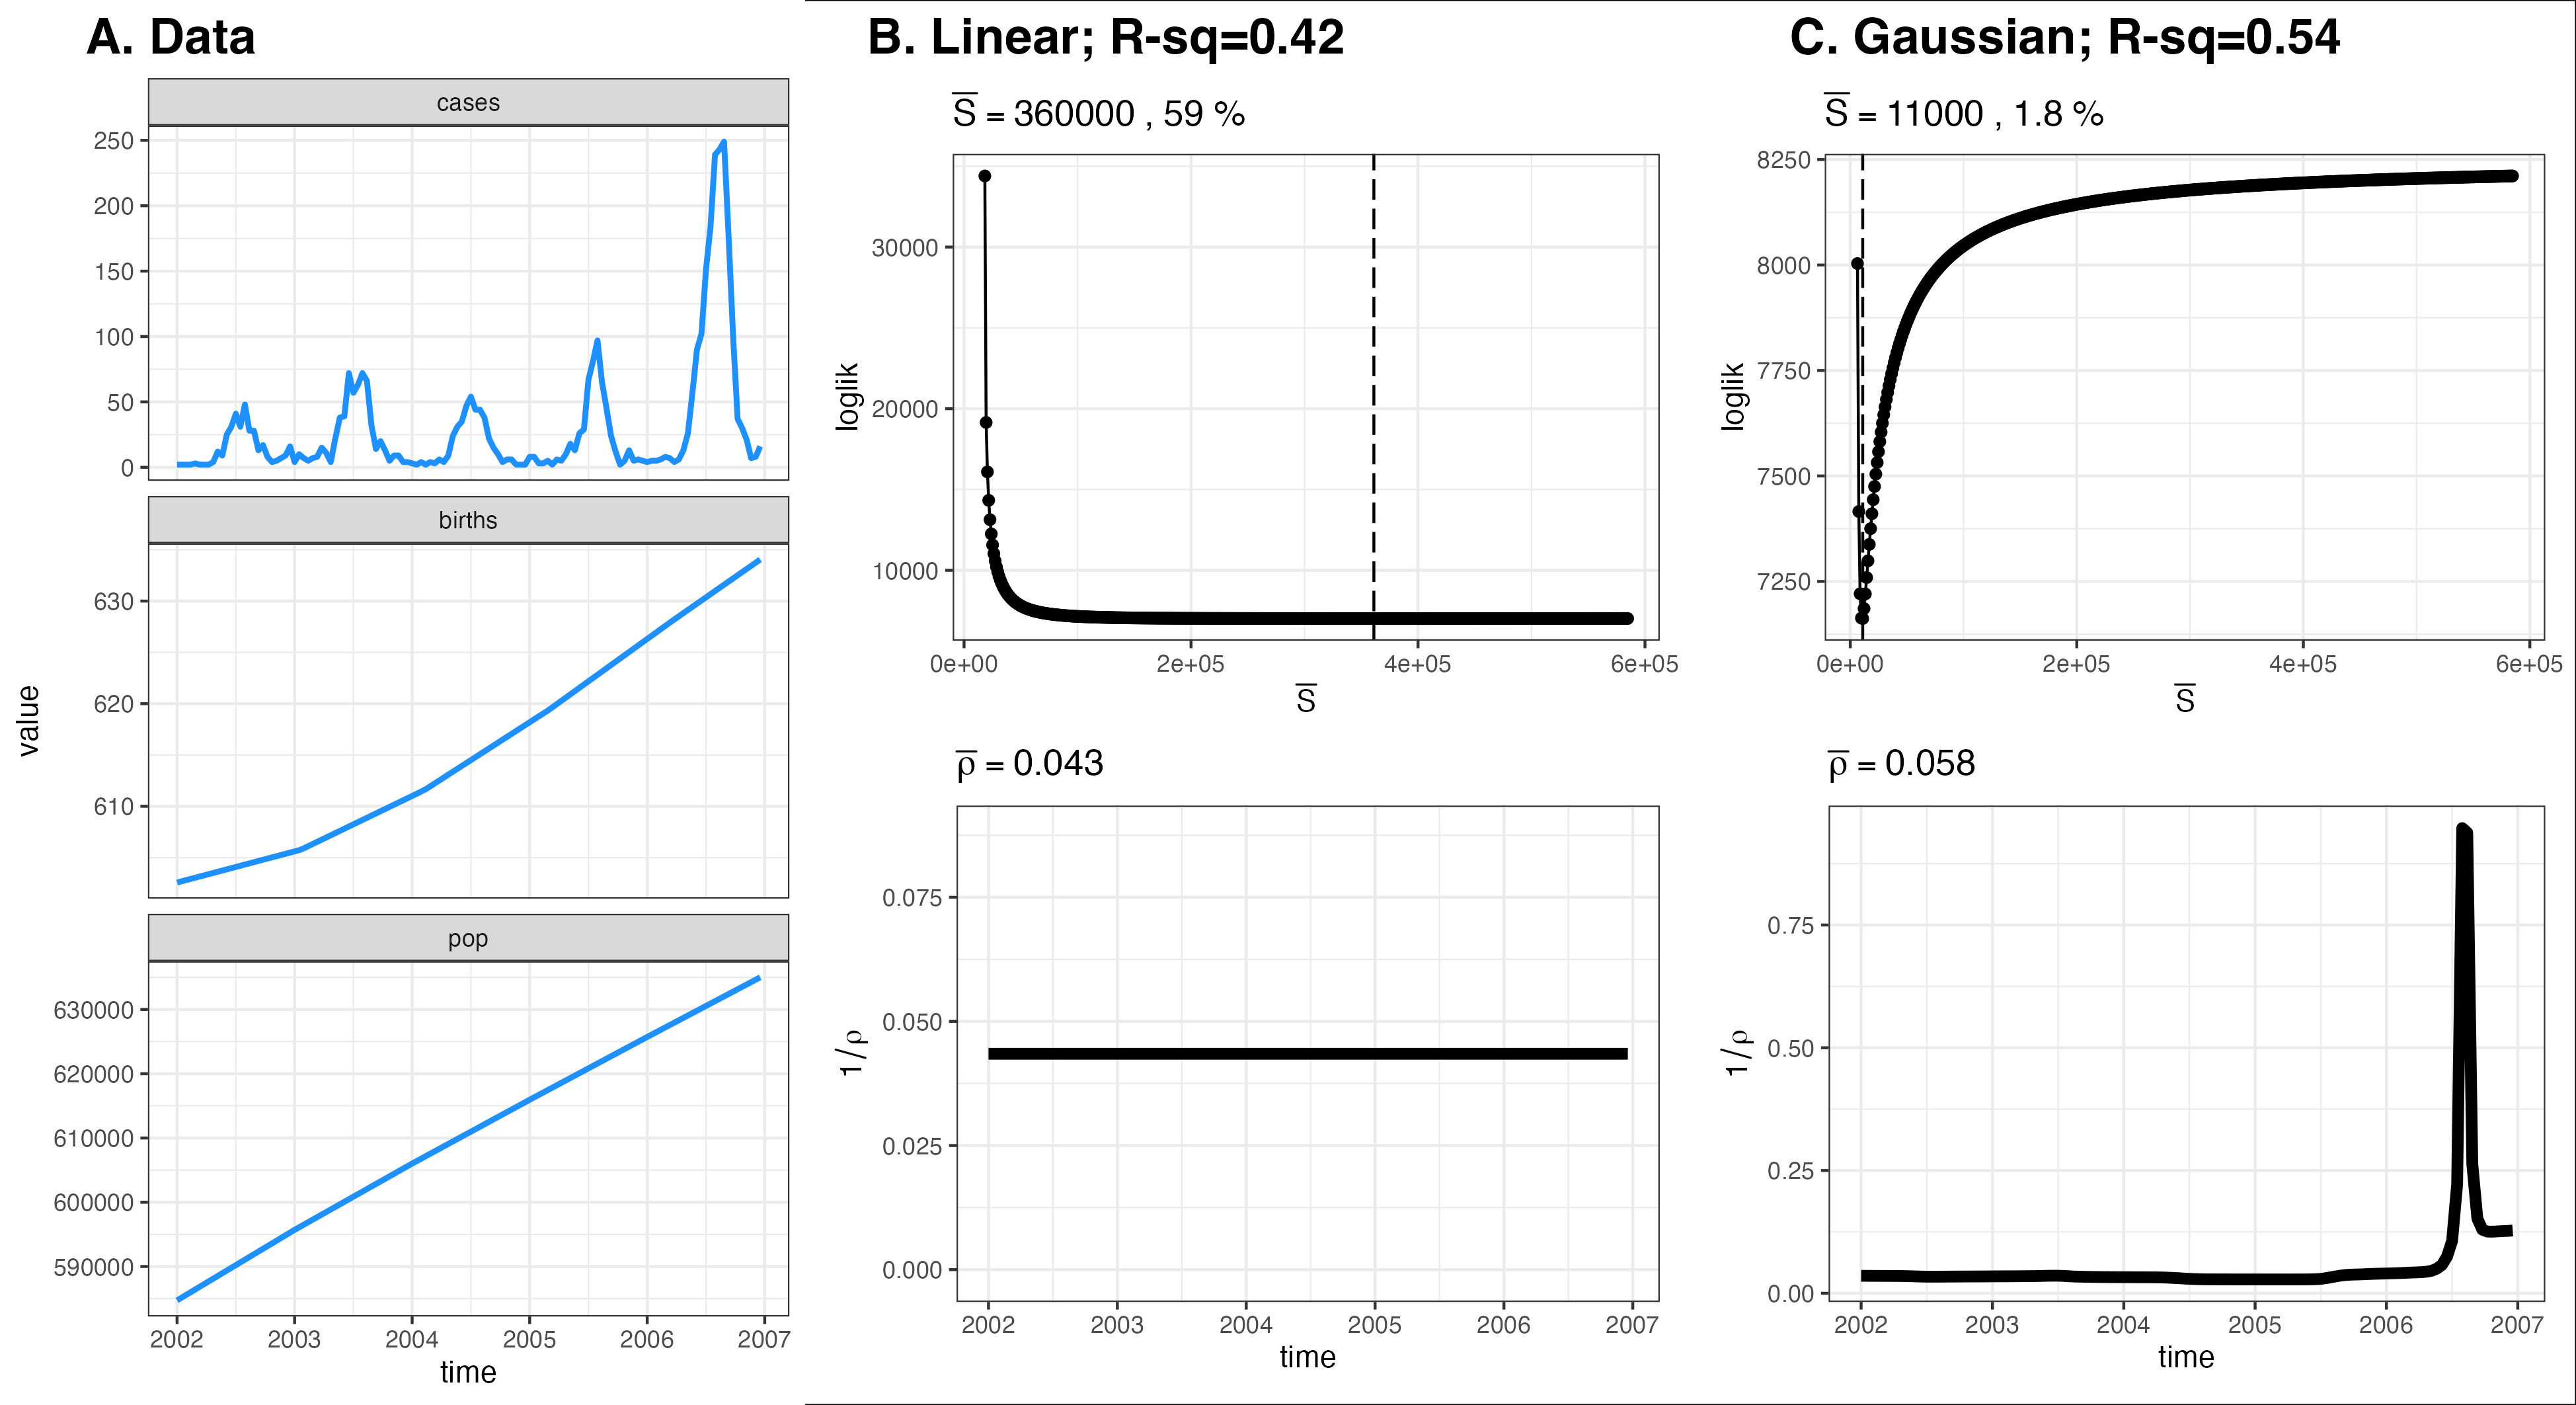 A. Data
cases
250
200
150
100
50
0
births
630
620
610
pop
630000
620000
610000
600000
590000
2002 2003 2004 2005 2006 2007
time
value
B. Linear; R-sq=0.42
S̅ = 360000 , 59 %
30000
20000
10000
loglik
0e+00 2e+05 4e+05 6e+05
S̅
ρ̅ = 0.043
0.075
0.050
0.025
0.000
1/ρ
2002 2003 2004 2005 2006 2007
time
C. Gaussian; R-sq=0.54
S̅ = 11000 , 1.8 %
8250
8000
7750
7500
7250
loglik
0e+00 2e+05 4e+05 6e+05
S̅
ρ̅ = 0.058
0.75
0.50
0.25
0.00
1/ρ
2002 2003 2004 2005 2006 2007
time